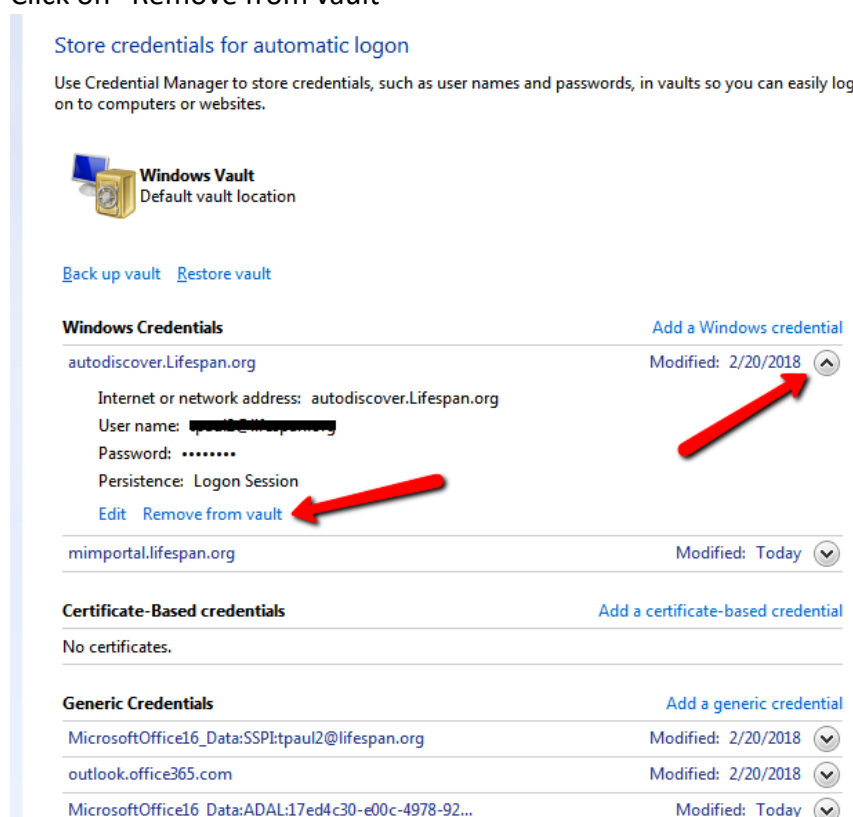 Click on "Remove from vault"
Store credentials for automatic logon
Use Credential Manager to store credentials, such as user names and passwords, in vaults so you can easily log
on to computers or websites.
Windows Vault
Default vault location
Back up vault Restore vault
Windows Credentials Add a Windows credential
autodiscover.Lifespan.org Modified: 2/20/2018
Internet or network address: autodiscover.Lifespan.org
User name:
Password: ••••••••
Persistence: Logon Session
Edit Remove from vault
mimportal.lifespan.org Modified: Today
Certificate-Based credentials Add a certificate-based credential
No certificates.
Generic Credentials Add a generic credential
MicrosoftOffice16_Data:SSPI:tpaul2@lifespan.org Modified: 2/20/2018
outlook.office365.com Modified: 2/20/2018
MicrosoftOffice16_Data:ADAL:17ed4c30-e00c-4978-92... Modified: Today